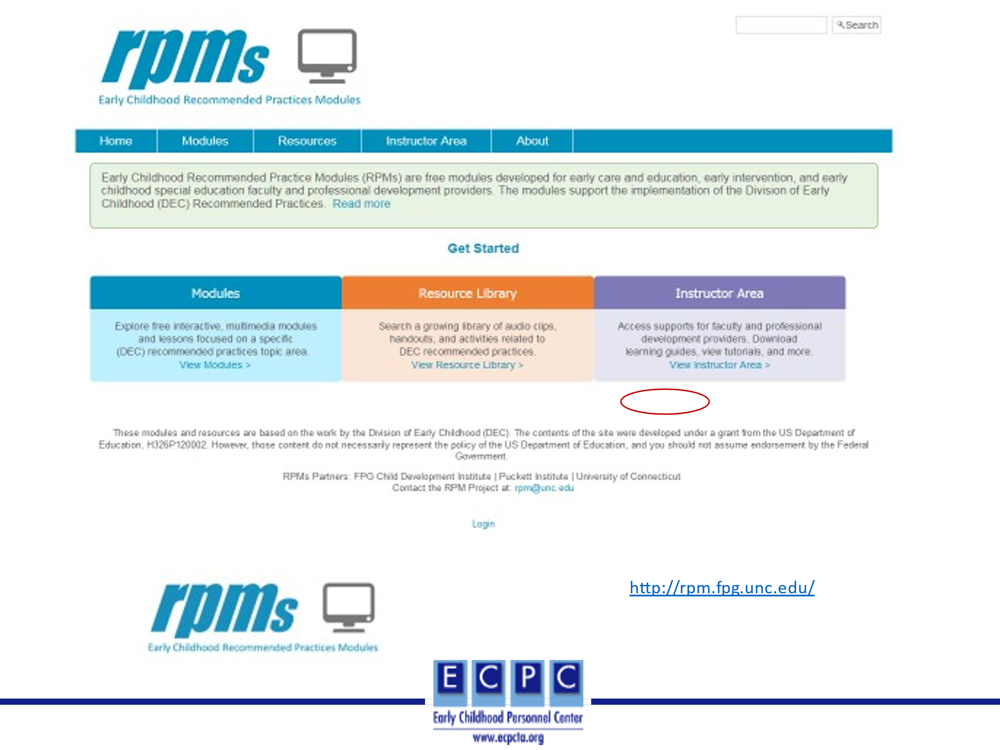 rpms
Early Childhood Recommended Practices Modules
Search
Home Modules Resources Instructor Area About
Early Childhood Recommended Practice Modules (RPMs) are free modules developed for early care and education, early intervention, and early
childhood special education faculty and professional development providers. The modules support the implementation of the Division of Early
Childhood (DEC) Recommended Practices. Read more
Get Started
Modules
Explore free interactive, multimedia modules
and lessons focused on a specific
(DEC) recommended practices topic area.
View Modules >
Resource Library
Search a growing library of audio clips,
handouts, and activities related to
DEC recommended practices.
View Resource Library >
Instructor Area
Access supports for faculty and professional
development providers. Download
learning guides, view tutorials, and more.
View Instructor Area >
These modules and resources are based on the work by the Division of Early Childhood (DEC). The contents of the site were developed under a grant from the US Department of
Education, H326P120002. However, those content do not necessarily represent the policy of the US Department of Education, and you should not assume endorsement by the Federal
Government.
RPMs Partners: FPG Child Development Institute | Puckett Institute | University of Connecticut
Contact the RPM Project at: rpm@unc.edu
Login
rpms
Early Childhood Recommended Practices Modules
http://rpm.fpg.unc.edu/
E C P C
Early Childhood Personnel Center
www.ecpcta.org